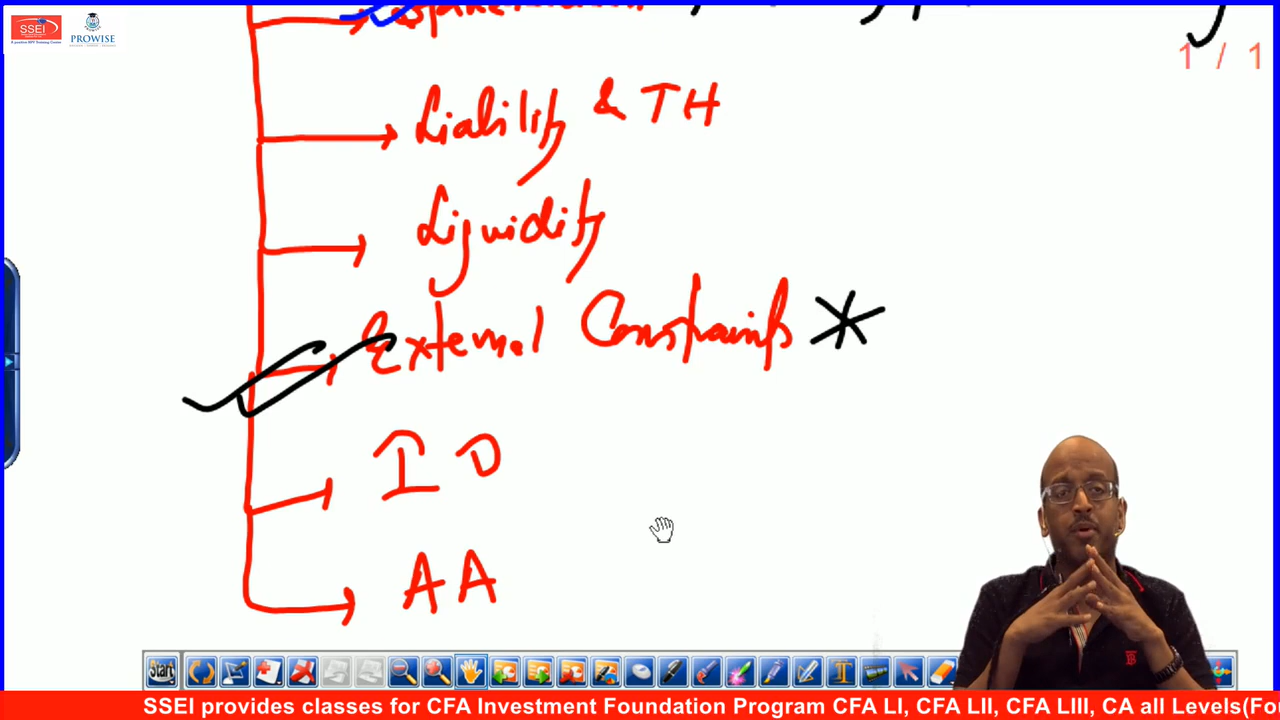 SSEI
PROWISE
1 / 1
Liability & TH
Liquidity
External Constraints *
I O
A A
Start
SSEI provides classes for CFA Investment Foundation Program CFA LI, CFA LII, CFA LIII, CA all Levels(Fo